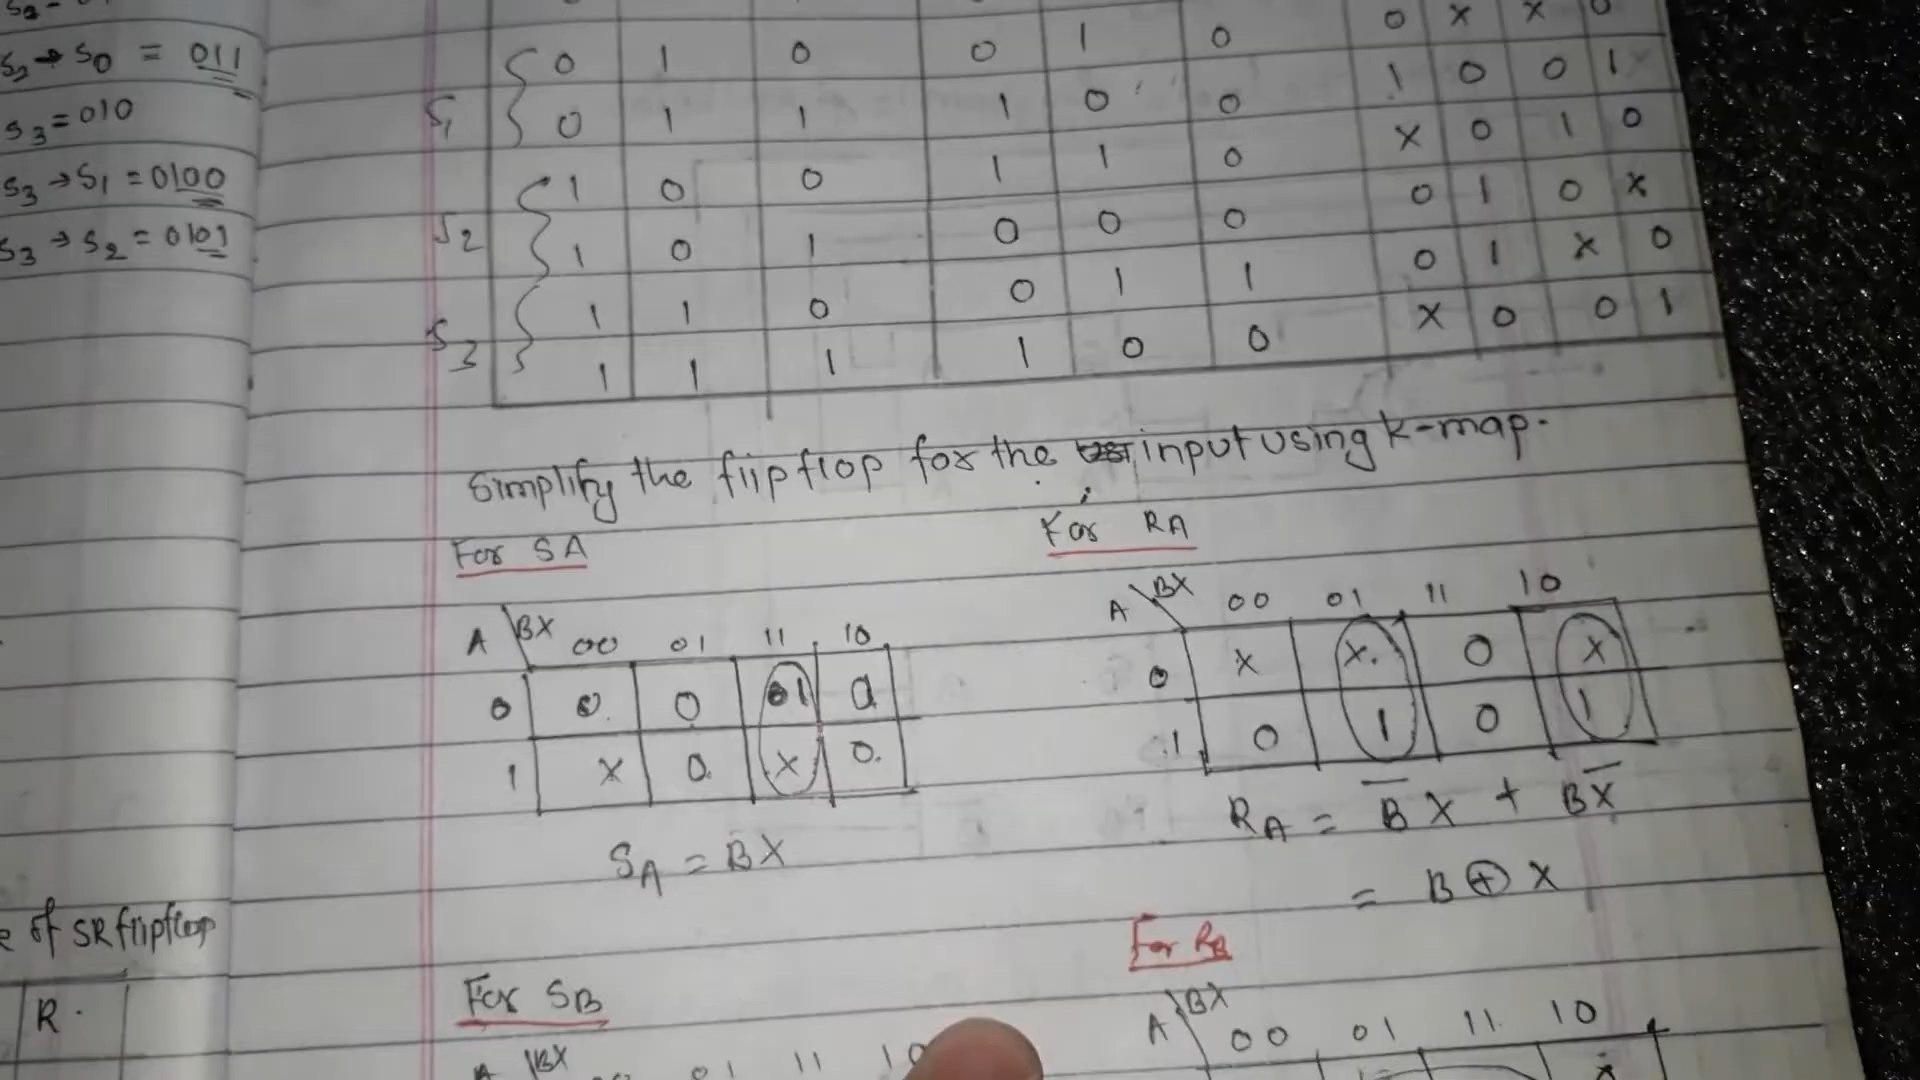 S₂ → S₀ = 011
S₃ = 010
S₃ → S₁ = 0100
S₃ → S₂ = 0101
0 X X 0
0 1 0 0 1 0 1 0 0 1
S₁ 0 1 1 1 0 0 X 0 1 0
1 0 0 1 1 0 0 1 0 X
S₂ 1 0 1 0 0 0 0 1 X 0
1 1 0 0 1 1 X 0 0 1
S₃ 1 1 1 1 0 0
Simplify the flipflop for the input using k-map.
For SA
A \ BX 00 01 11 10
0 0 0 1 0
1 X 0 X 0
S_A = BX
For RA
A \ BX 00 01 11 10
0 X X 0 X
1 0 1 0 1
R_A = B̅ X + B X̅
= B ⊕ X
of SR flipflop
R
For SB
A \ BX 01 11 10
For RB
A \ BX 00 01 11 10
X